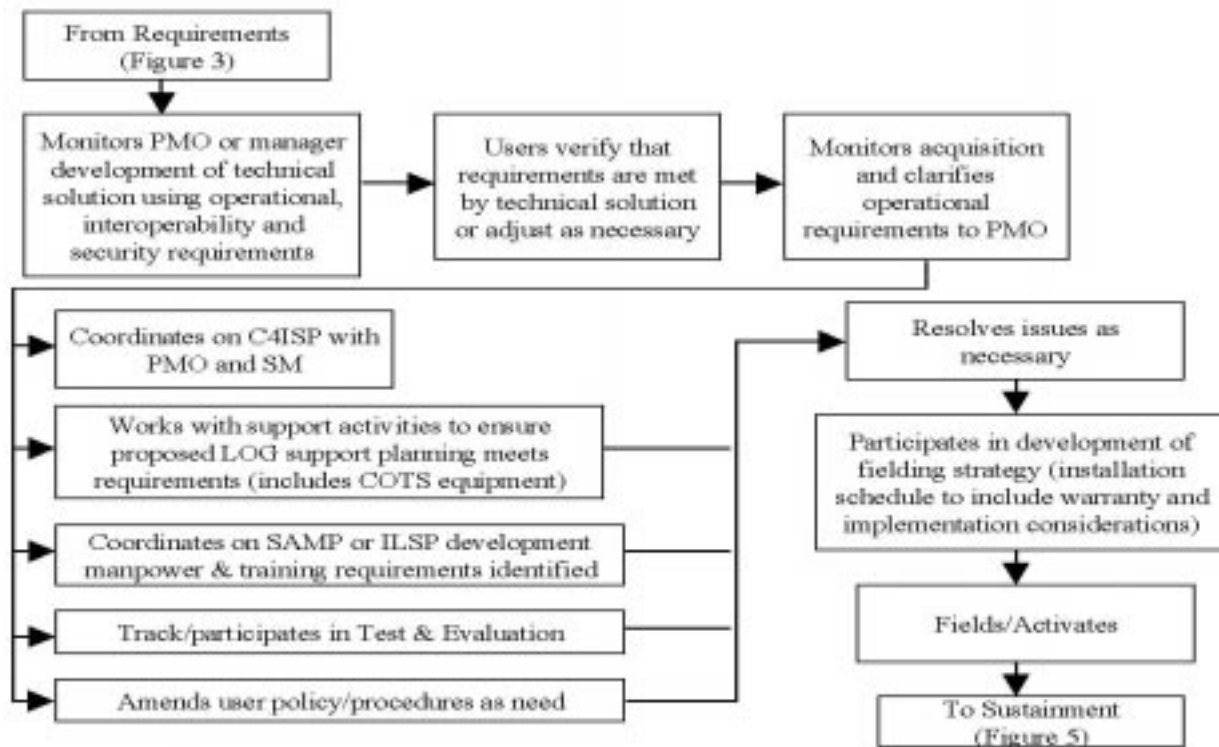 From Requirements
(Figure 3)
Monitors PMO or manager
development of technical
solution using operational,
interoperability and
security requirements
Users verify that
requirements are met
by technical solution
or adjust as necessary
Monitors acquisition
and clarifies
operational
requirements to PMO
Coordinates on C4ISP with
PMO and SM
Works with support activities to ensure
proposed LOG support planning meets
requirements (includes COTS equipment)
Coordinates on SAMP or ILSP development
manpower & training requirements identified
Track/participates in Test & Evaluation
Amends user policy/procedures as need
Resolves issues as
necessary
Participates in development of
fielding strategy (installation
schedule to include warranty and
implementation considerations)
Fields/Activates
To Sustainment
(Figure 5)